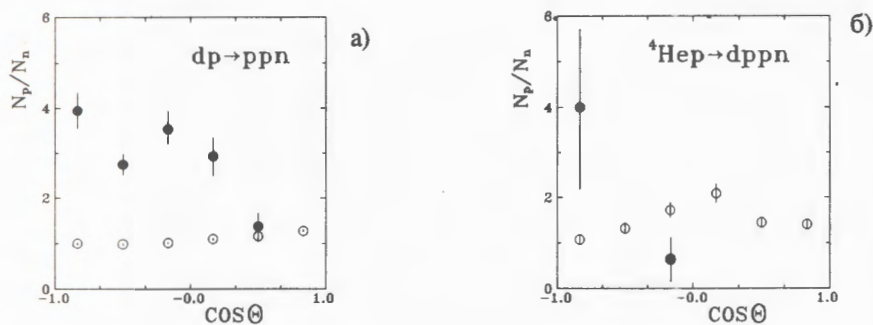 6
4
2
0
-1.0
-0.0
1.0
N_p/N_n
COSΘ
dp→ppn
а)
6
4
2
0
-1.0
-0.0
1.0
N_p/N_n
COSΘ
⁴Hep→dppn
б)